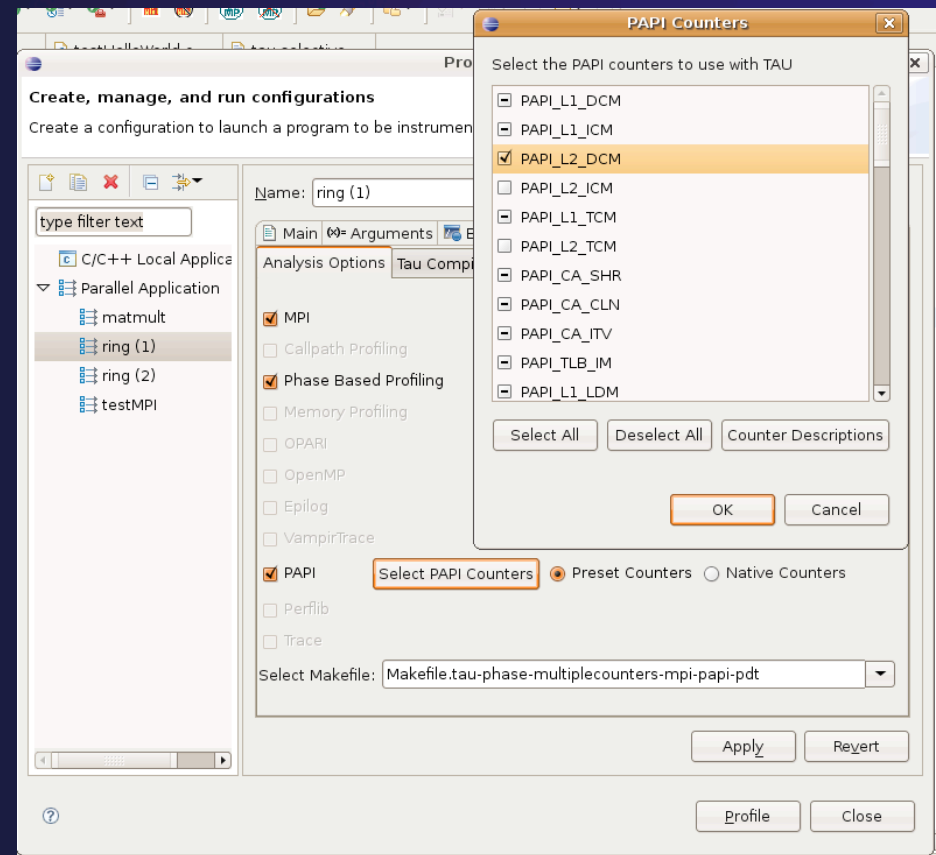 PAPI Counters
Select the PAPI counters to use with TAU
PAPI_L1_DCM
PAPI_L1_ICM
PAPI_L2_DCM
PAPI_L2_ICM
PAPI_L1_TCM
PAPI_L2_TCM
PAPI_CA_SHR
PAPI_CA_CLN
PAPI_CA_ITV
PAPI_TLB_IM
PAPI_L1_LDM
Select All Deselect All Counter Descriptions
OK Cancel
Create, manage, and run configurations
Create a configuration to launch a program to be
type filter text
C/C++ Local
Parallel Application
matmult
ring (1)
ring (2)
testMPI
Name: ring (1)
Main Arguments
Analysis Options Tau
MPI
Callpath Profiling
Phase Based Profiling
Memory Profiling
OPARI
OpenMP
Epilog
VampirTrace
PAPI Select PAPI Counters Preset Counters Native Counters
Perflib
Trace
Select Makefile: Makefile.tau-phase-multiplecounters-mpi-papi-pdt
Apply Revert
Profile Close